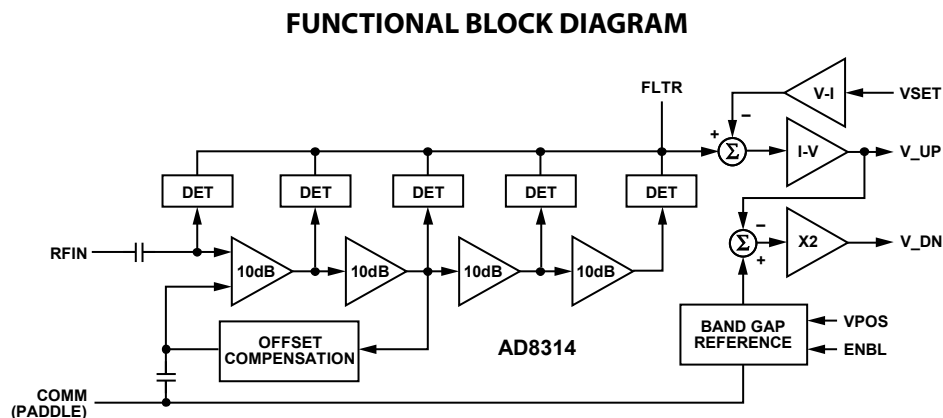 FUNCTIONAL BLOCK DIAGRAM
FLTR
V-I
VSET
–
+
Σ
I-V
V_UP
DET
DET
DET
DET
DET
–
Σ
+
X2
V_DN
RFIN
10dB
10dB
10dB
10dB
OFFSET
COMPENSATION
AD8314
BAND GAP
REFERENCE
VPOS
ENBL
COMM
(PADDLE)